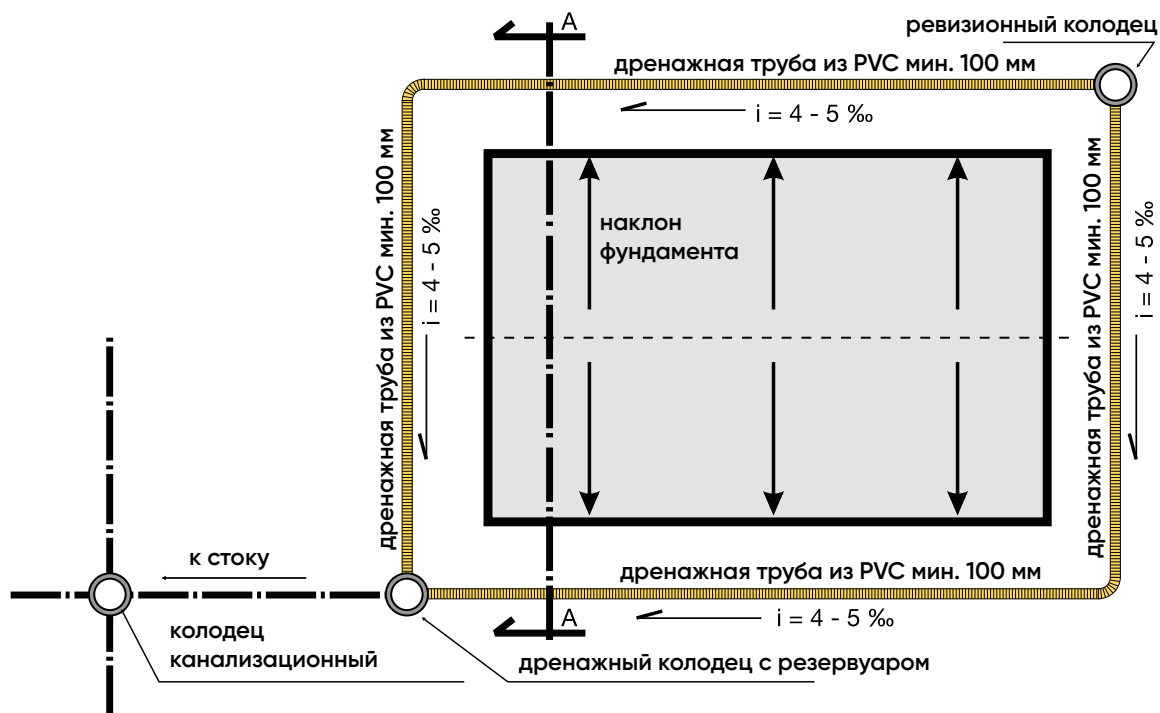 А
ревизионный колодец
дренажная труба из PVC мин. 100 мм
i = 4 - 5 ‰
дренажная труба из PVC мин. 100 мм
i = 4 - 5 ‰
наклон
фундамента
дренажная труба из PVC мин. 100 мм
i = 4 - 5 ‰
к стоку
дренажная труба из PVC мин. 100 мм
А
i = 4 - 5 ‰
колодец
канализационный
дренажный колодец с резервуаром